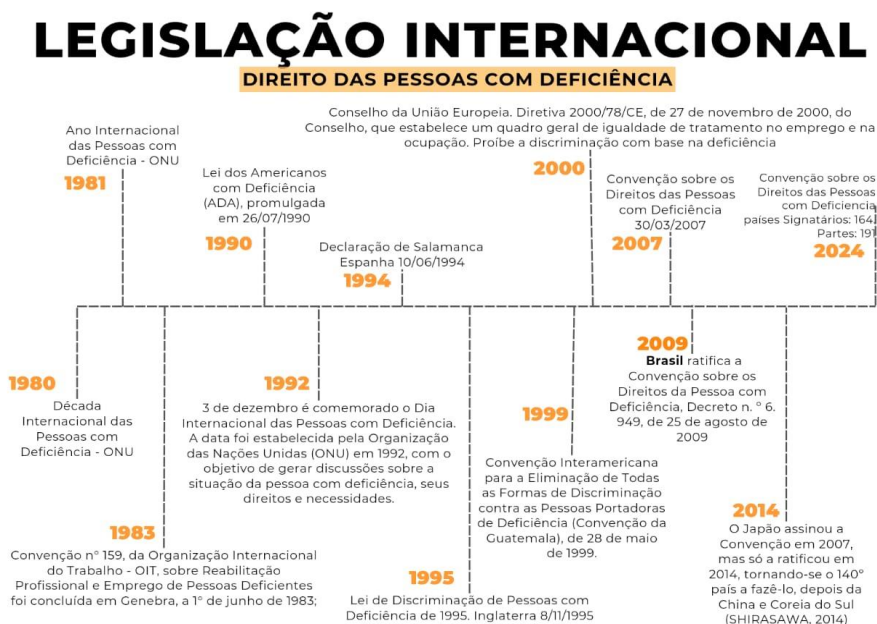 LEGISLAÇÃO INTERNACIONAL
DIREITO DAS PESSOAS COM DEFICIÊNCIA
1980
Década
Internacional das
Pessoas com
Deficiência - ONU
Ano Internacional
das Pessoas com
Deficiência - ONU
1981
1983
Convenção n° 159, da Organização Internacional
do Trabalho - OIT, sobre Reabilitação
Profissional e Emprego de Pessoas Deficientes
foi concluída em Genebra, a 1° de junho de 1983;
Lei dos Americanos
com Deficiência
(ADA), promulgada
em 26/07/1990
1990
1992
3 de dezembro é comemorado o Dia
Internacional das Pessoas com Deficiência.
A data foi estabelecida pela Organização
das Nações Unidas (ONU) em 1992, com o
objetivo de gerar discussões sobre a
situação da pessoa com deficiência, seus
direitos e necessidades.
Declaração de Salamanca
Espanha 10/06/1994
1994
1995
Lei de Discriminação de Pessoas com
Deficiência de 1995. Inglaterra 8/11/1995
1999
Convenção Interamericana
para a Eliminação de Todas
as Formas de Discriminação
contra as Pessoas Portadoras
de Deficiência (Convenção da
Guatemala), de 28 de maio
de 1999.
Conselho da União Europeia. Diretiva 2000/78/CE, de 27 de novembro de 2000, do
Conselho, que estabelece um quadro geral de igualdade de tratamento no emprego e na
ocupação. Proíbe a discriminação com base na deficiência
2000
Convenção sobre os
Direitos das Pessoas
com Deficiência
30/03/2007
2007
2009
Brasil ratifica a
Convenção sobre os
Direitos da Pessoa com
Deficiência, Decreto n. º 6.
949, de 25 de agosto de
2009
2014
O Japão assinou a
Convenção em 2007,
mas só a ratificou em
2014, tornando-se o 140º
país a fazê-lo, depois da
China e Coreia do Sul
(SHIRASAWA, 2014)
Convenção sobre os
Direitos das Pessoas
com Deficiencia
países Signatários: 164.
Partes: 191
2024